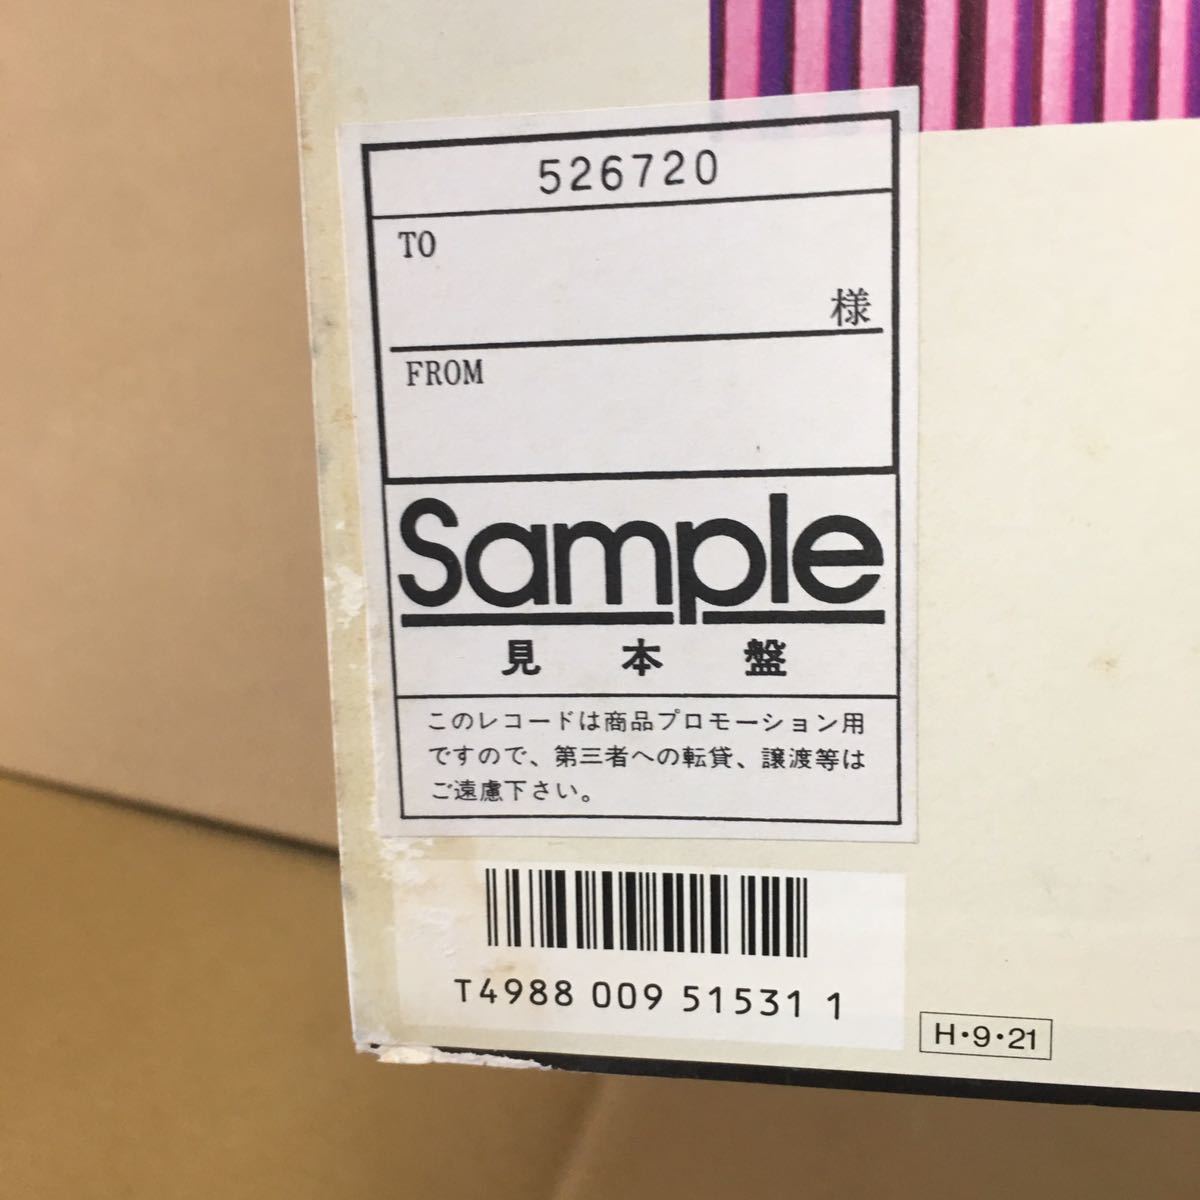 526720
TO
様
FROM
Sample
見本盤
このレコードは商品プロモーション用
ですので、第三者への転貸、譲渡等は
ご遠慮下さい。
T4988 009 51531 1
H・9・21